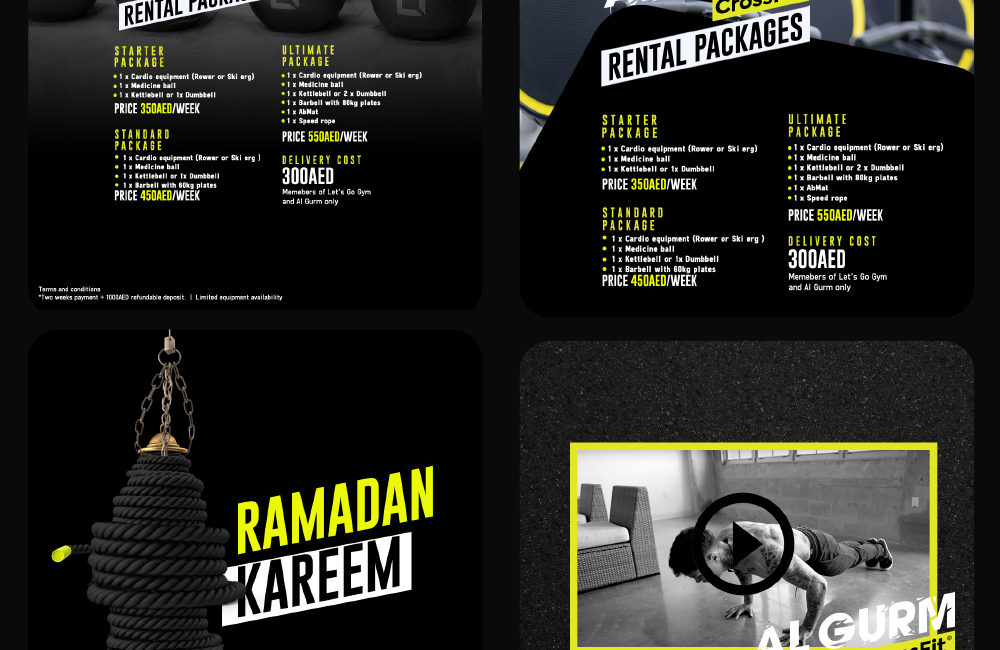 RENTAL PACKAGES
STARTER
PACKAGE
1 x Cardio equipment (Rower or Ski erg)
1 x Medicine ball
1 x Kettlebell or 1x Dumbbell
PRICE 350AED/WEEK
STANDARD
PACKAGE
1 x Cardio equipment (Rower or Ski erg )
1 x Medicine ball
1 x Kettlebell or 1x Dumbbell
1 x Barbell with 60kg plates
PRICE 450AED/WEEK
ULTIMATE
PACKAGE
1 x Cardio equipment (Rower or Ski erg)
1 x Medicine ball
1 x Kettlebell or 2 x Dumbbell
1 x Barbell with 80kg plates
1 x AbMat
1 x Speed rope
PRICE 550AED/WEEK
DELIVERY COST
300AED
Memebers of Let's Go Gym
and Al Gurm only
Terms and conditions
*Two weeks payment + 1000AED refundable deposit. | Limited equipment availability
CrossF
RENTAL PACKAGES
STARTER
PACKAGE
1 x Cardio equipment (Rower or Ski erg)
1 x Medicine ball
1 x Kettlebell or 1x Dumbbell
PRICE 350AED/WEEK
STANDARD
PACKAGE
1 x Cardio equipment (Rower or Ski erg )
1 x Medicine ball
1 x Kettlebell or 1x Dumbbell
1 x Barbell with 60kg plates
PRICE 450AED/WEEK
ULTIMATE
PACKAGE
1 x Cardio equipment (Rower or Ski erg)
1 x Medicine ball
1 x Kettlebell or 2 x Dumbbell
1 x Barbell with 80kg plates
1 x AbMat
1 x Speed rope
PRICE 550AED/WEEK
DELIVERY COST
300AED
Memebers of Let's Go Gym
and Al Gurm only
RAMADAN
KAREEM
AL GURM
sFit®